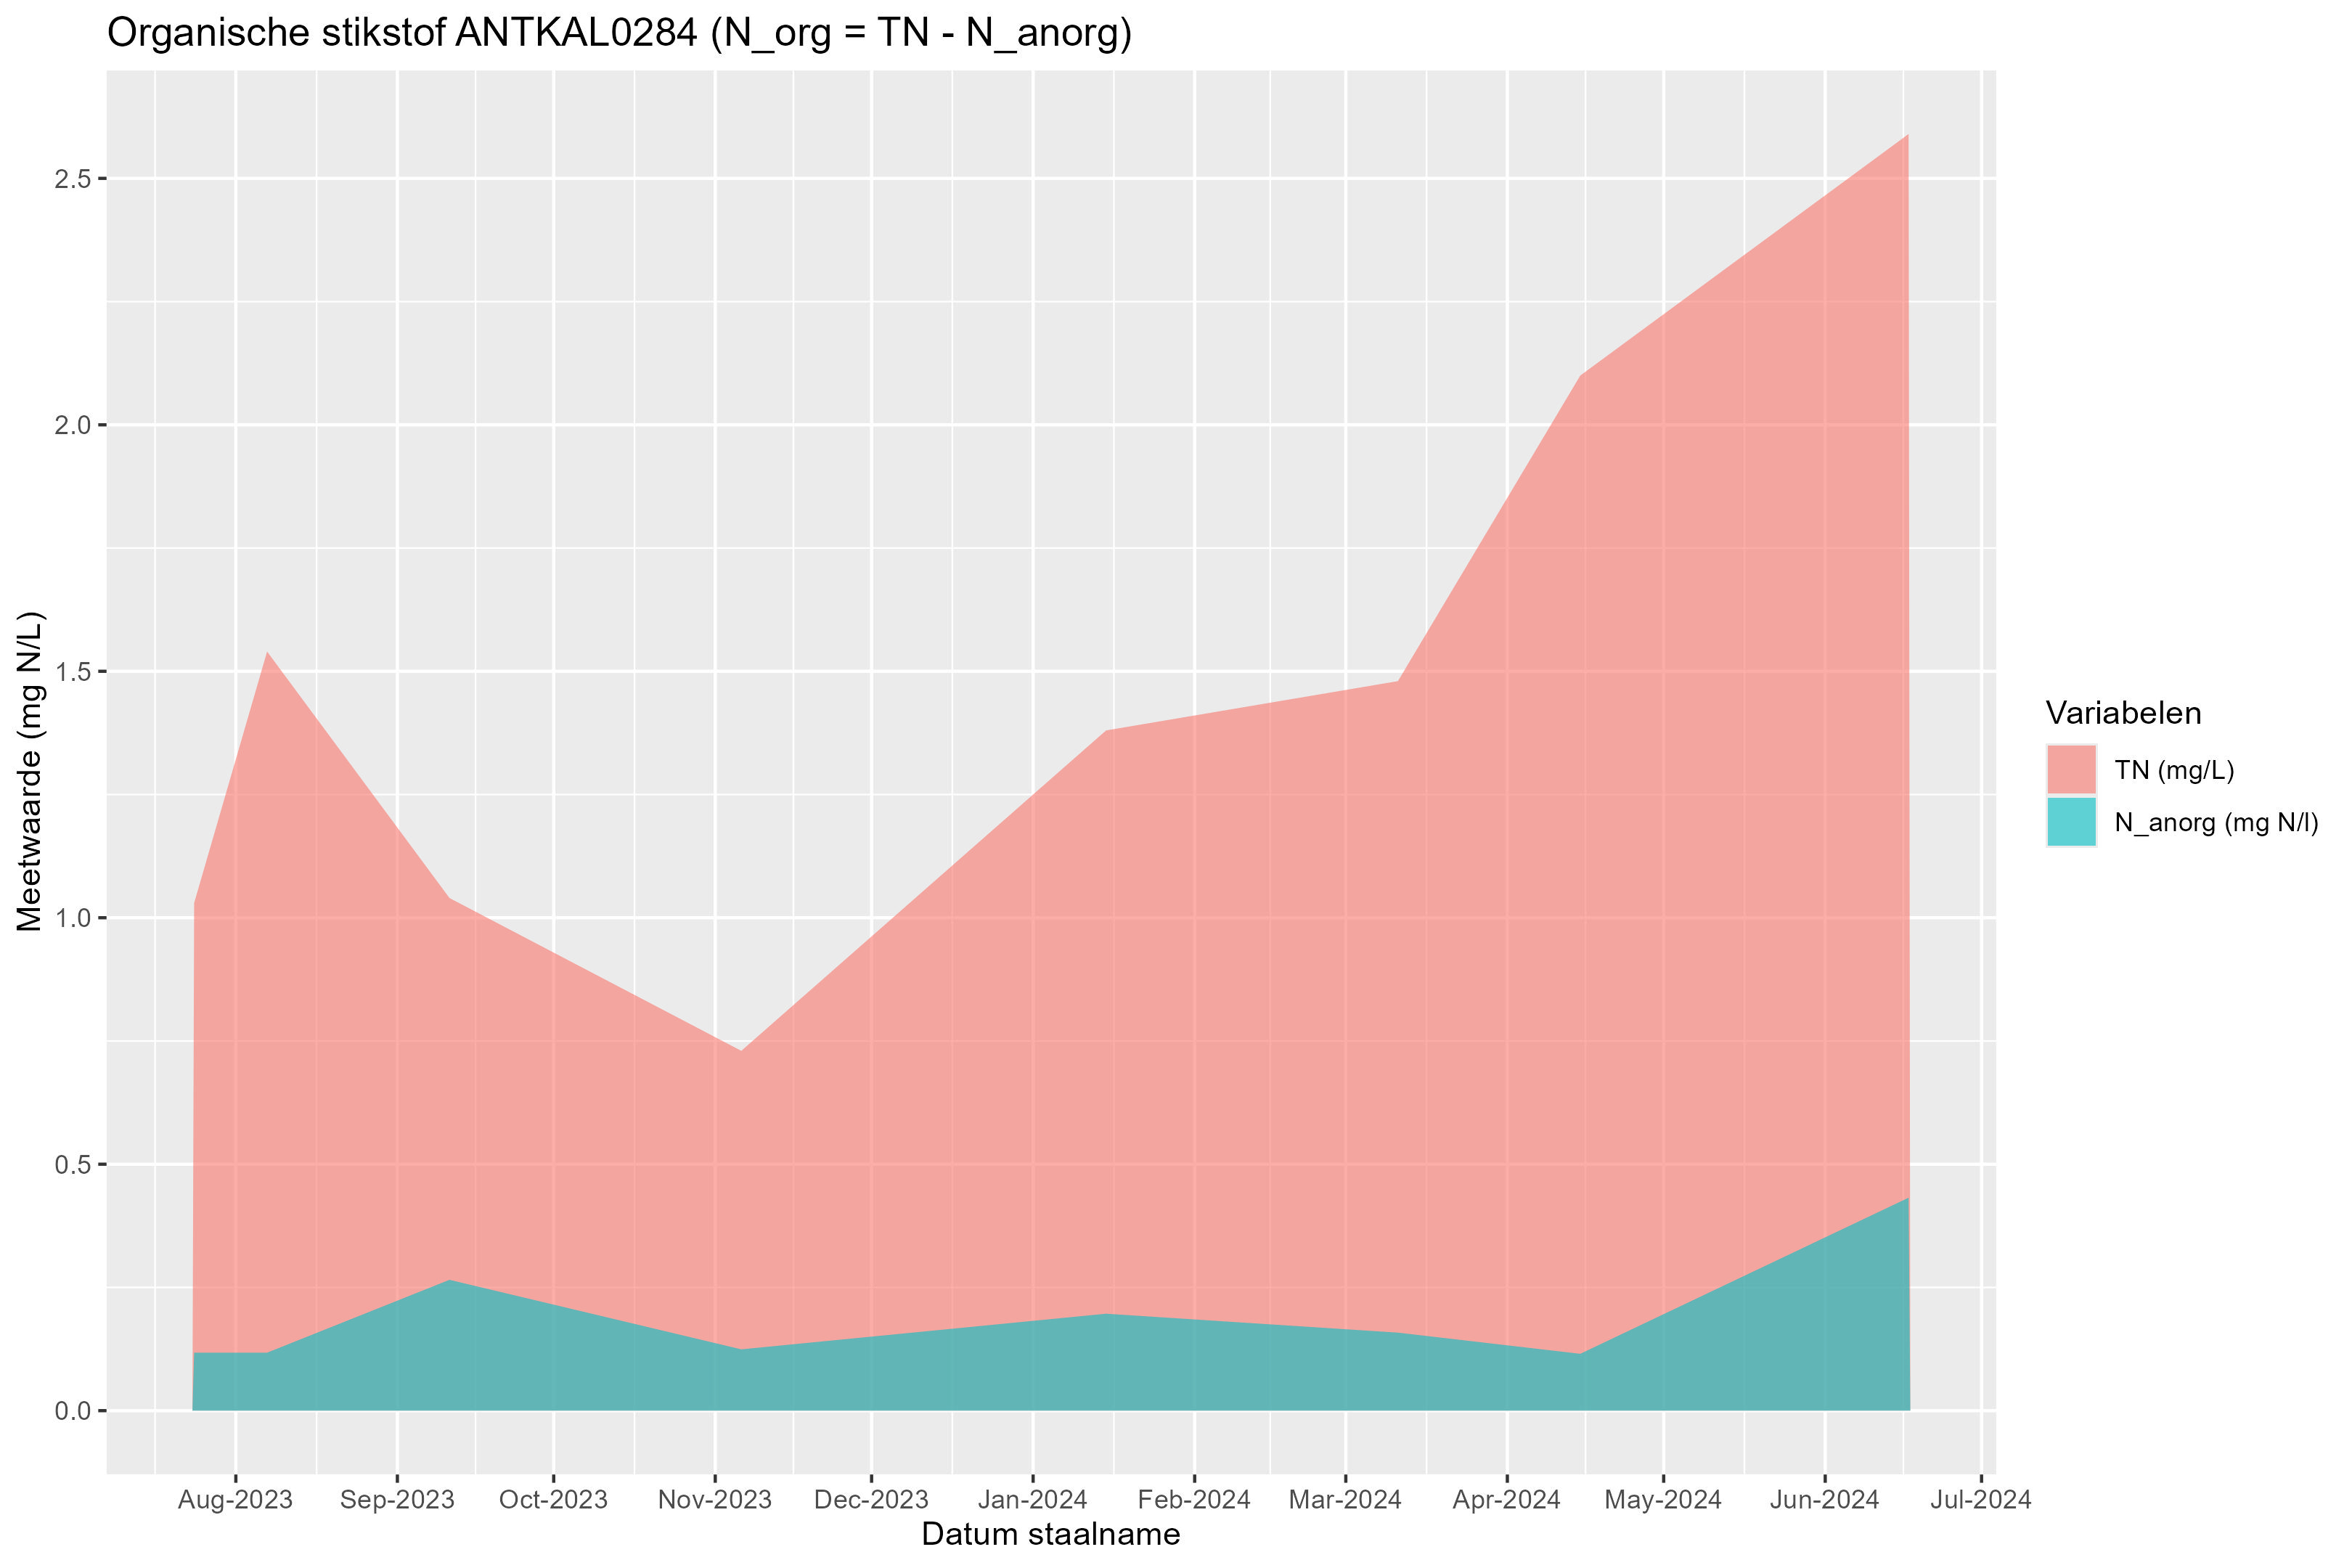 Organische stikstof ANTKAL0284 (N_org = TN - N_anorg)
Meetwaarde (mg N/L)
2.5
2.0
1.5
1.0
0.5
0.0
Aug-2023 Sep-2023 Oct-2023 Nov-2023 Dec-2023 Jan-2024 Feb-2024 Mar-2024 Apr-2024 May-2024 Jun-2024 Jul-2024
Datum staalname
Variabelen
TN (mg/L)
N_anorg (mg N/l)